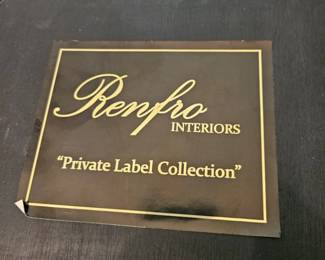 Renfro
INTERIORS
“Private Label Collection”